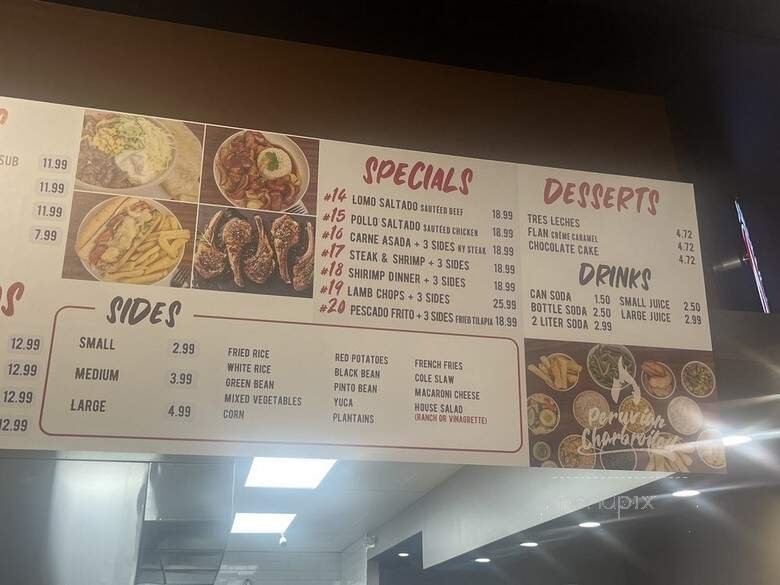 SUB 11.99
11.99
11.99
7.99
12.99
12.99
12.99
12.99
SPECIALS
#14 LOMO SALTADO SAUTÉED BEEF 18.99
#15 POLLO SALTADO SAUTÉED CHICKEN 18.99
#16 CARNE ASADA + 3 SIDES NY STEAK 18.99
#17 STEAK & SHRIMP + 3 SIDES 18.99
#18 SHRIMP DINNER + 3 SIDES 18.99
#19 LAMB CHOPS + 3 SIDES 25.99
#20 PESCADO FRITO + 3 SIDES FRIED TILAPIA 18.99
DESSERTS
TRES LECHES 4.72
FLAN CRÈME CARAMEL 4.72
CHOCOLATE CAKE 4.72
DRINKS
CAN SODA 1.50 SMALL JUICE 2.50
BOTTLE SODA 2.50 LARGE JUICE 2.99
2 LITER SODA 2.99
SIDES
SMALL 2.99
MEDIUM 3.99
LARGE 4.99
FRIED RICE
WHITE RICE
GREEN BEAN
MIXED VEGETABLES
CORN
RED POTATOES
BLACK BEAN
PINTO BEAN
YUCA
PLANTAINS
FRENCH FRIES
COLE SLAW
MACARONI CHEESE
HOUSE SALAD
(RANCH OR VINAGRETTE)
Peruvian
Charbroiled